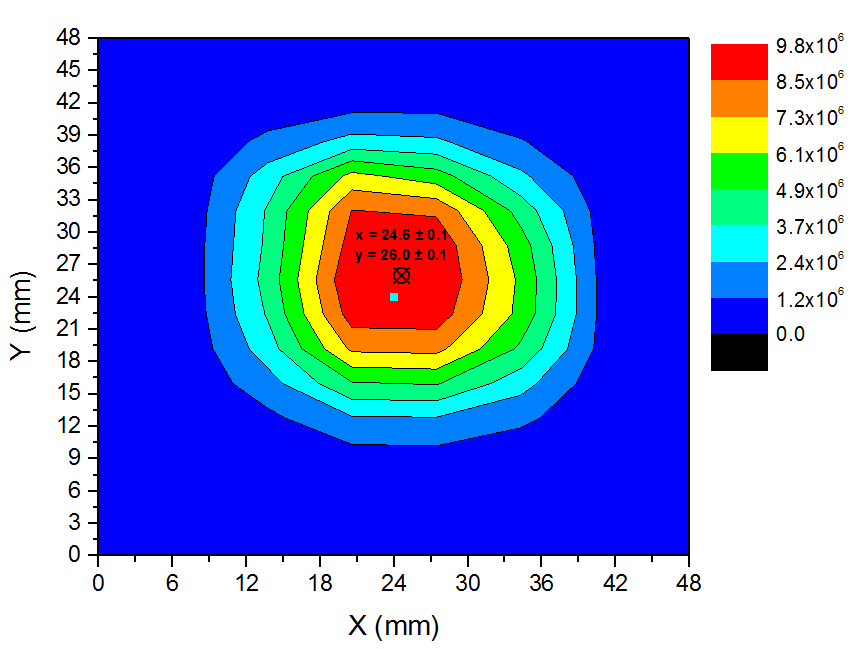 48
45
42
39
36
33
30
27
24
21
18
15
12
9
6
3
0
Y (mm)
x = 24.6 ± 0.1
y = 26.0 ± 0.1
0 6 12 18 24 30 36 42 48
X (mm)
9.8x10⁶
8.5x10⁶
7.3x10⁶
6.1x10⁶
4.9x10⁶
3.7x10⁶
2.4x10⁶
1.2x10⁶
0.0